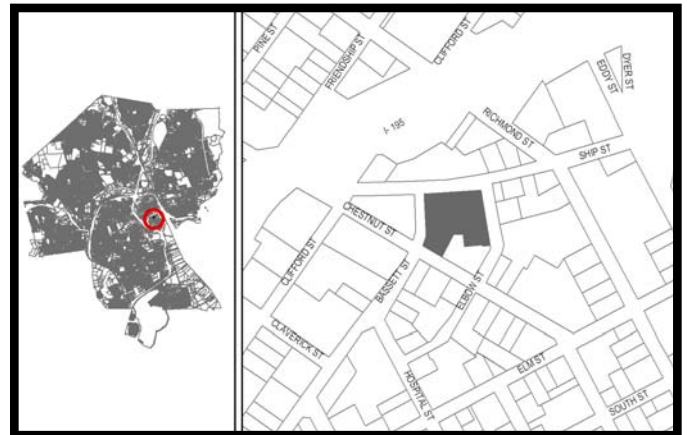 PINE ST
FRIENDSHIP ST
CLIFFORD ST
DYER ST
EDDY ST
I- 195
RICHMOND ST
SHIP ST
CHESTNUT ST
CLIFFORD ST
BASSETT ST
ELBOW ST
CLAVERICK ST
HOSPITAL ST
ELM ST
SOUTH ST